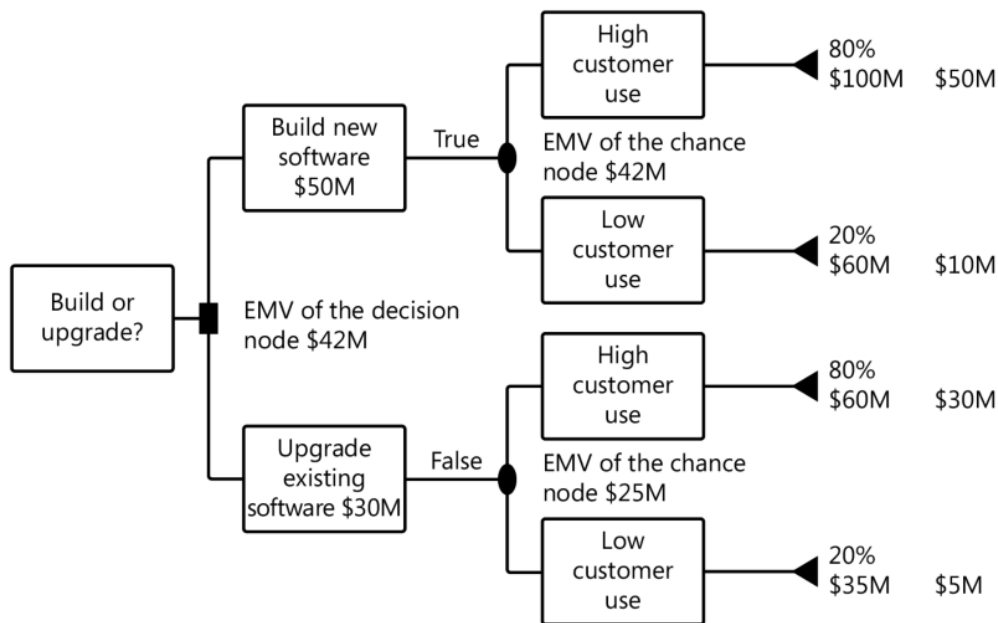 High
customer
use
80%
$100M $50M
Build new
software
$50M
True
EMV of the chance
node $42M
Low
customer
use
20%
$60M $10M
Build or
upgrade?
EMV of the decision
node $42M
High
customer
use
80%
$60M $30M
Upgrade
existing
software $30M
False
EMV of the chance
node $25M
Low
customer
use
20%
$35M $5M